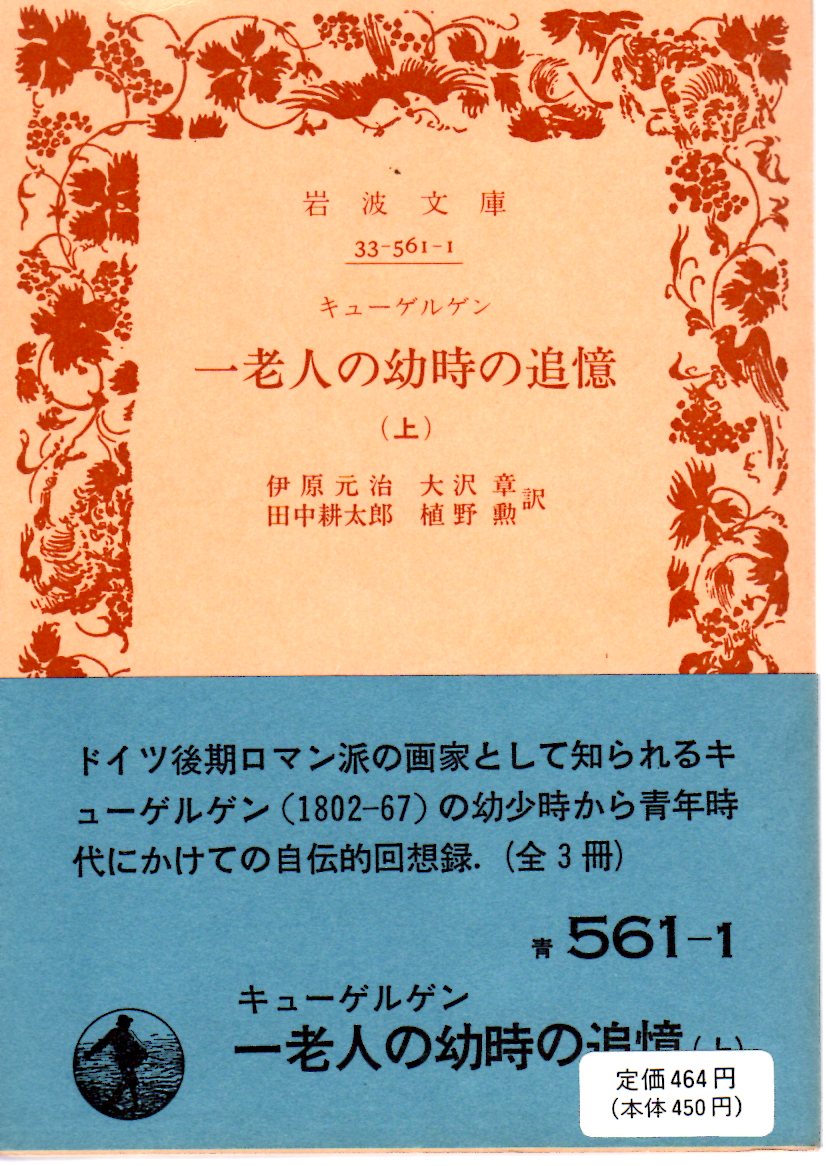 岩波文庫
33-561-1
キューゲルゲン
一老人の幼時の追憶
(上)
伊原元治 大沢章
田中耕太郎 植野勲
訳
ドイツ後期ロマン派の画家として知られるキ
ューゲルゲン(1802-67)の幼少時から青年時
代にかけての自伝的回想録. (全3冊)
青 561-1
キューゲルゲン
一老人の幼時の追憶(上)
定価464円
(本体450円)